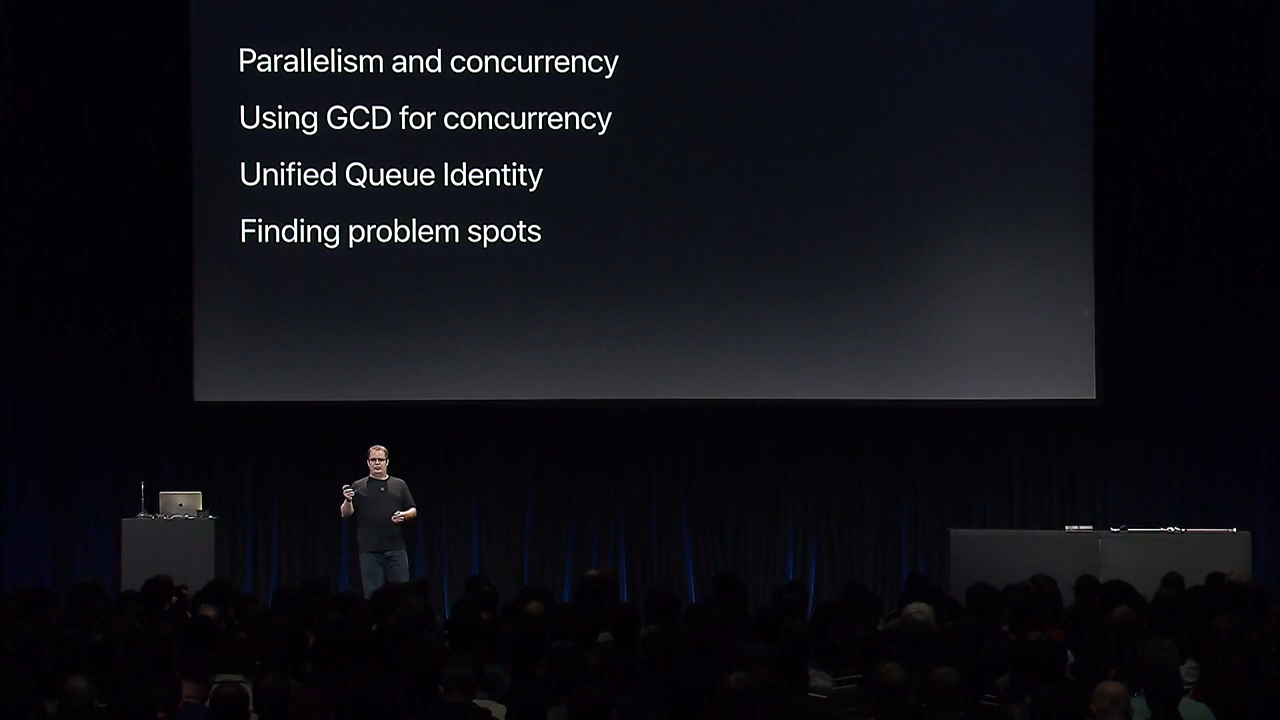 Parallelism and concurrency
Using GCD for concurrency
Unified Queue Identity
Finding problem spots